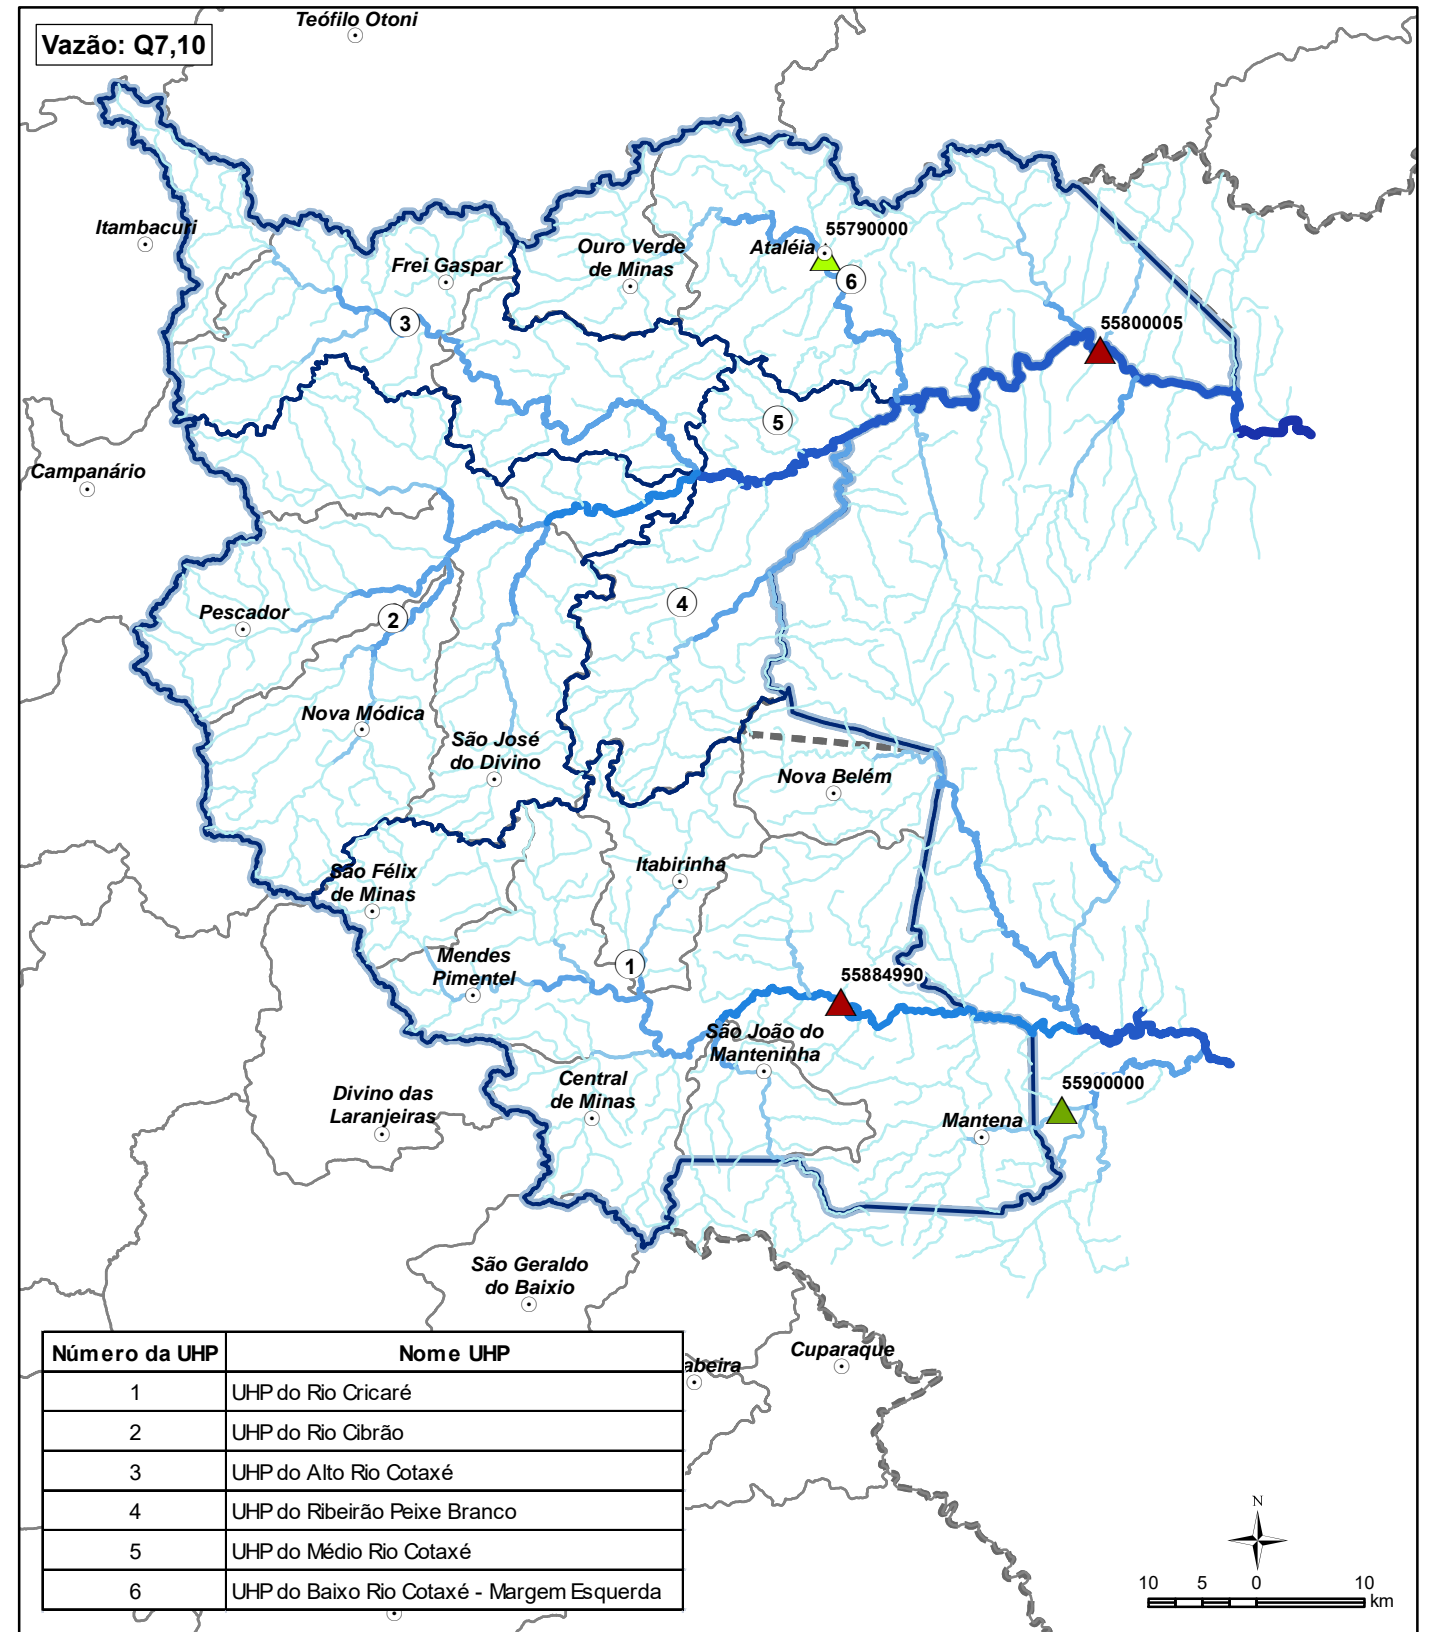 Teófilo Otoni
Vazão: Q7,10
Itambacuri
Frei Gaspar
Ouro Verde
de Minas
Ataléia
55790000
6
3
55800005
5
Campanário
4
Pescador
2
Nova Módica
São José
do Divino
Nova Belém
Itabirinha
São Félix
de Minas
Mendes
Pimentel
1
55884990
São João do
Manteninha
Central
de Minas
Divino das
Laranjeiras
55900000
Mantena
São Geraldo
do Baixio
abeira
Cuparaque
Número da UHP Nome UHP
1 UHP do Rio Cricaré
2 UHP do Rio Cibrão
3 UHP do Alto Rio Cotaxé
4 UHP do Ribeirão Peixe Branco
5 UHP do Médio Rio Cotaxé
6 UHP do Baixo Rio Cotaxé - Margem Esquerda
N
10 5 0 10
km